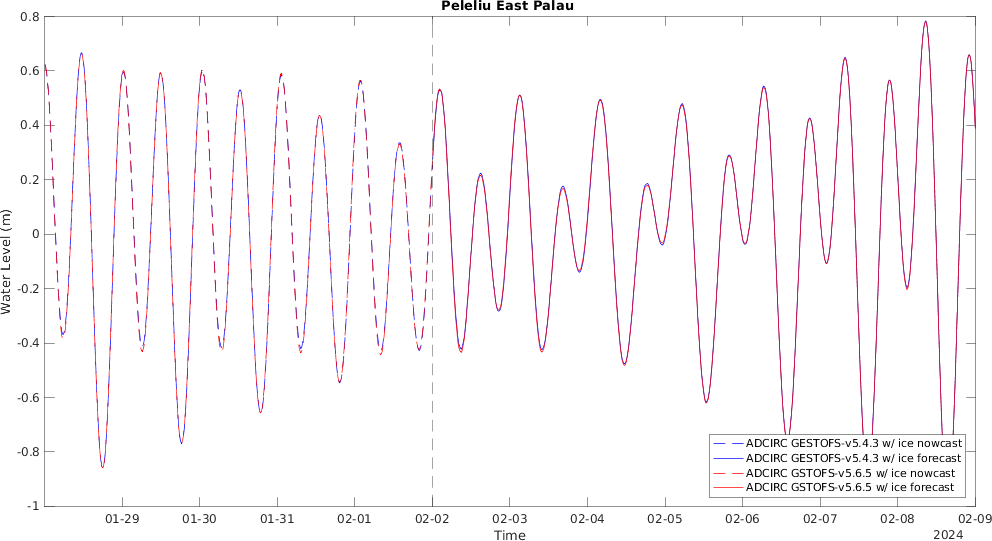 Peleliu East Palau
0.8
0.6
0.4
0.2
0
-0.2
-0.4
-0.6
-0.8
-1
Water Level (m)
01-29 01-30 01-31 02-01 02-02 02-03 02-04 02-05 02-06 02-07 02-08 02-09
Time
2024
ADCIRC GESTOFS-v5.4.3 w/ ice nowcast
ADCIRC GESTOFS-v5.4.3 w/ ice forecast
ADCIRC GSTOFS-v5.6.5 w/ ice nowcast
ADCIRC GSTOFS-v5.6.5 w/ ice forecast